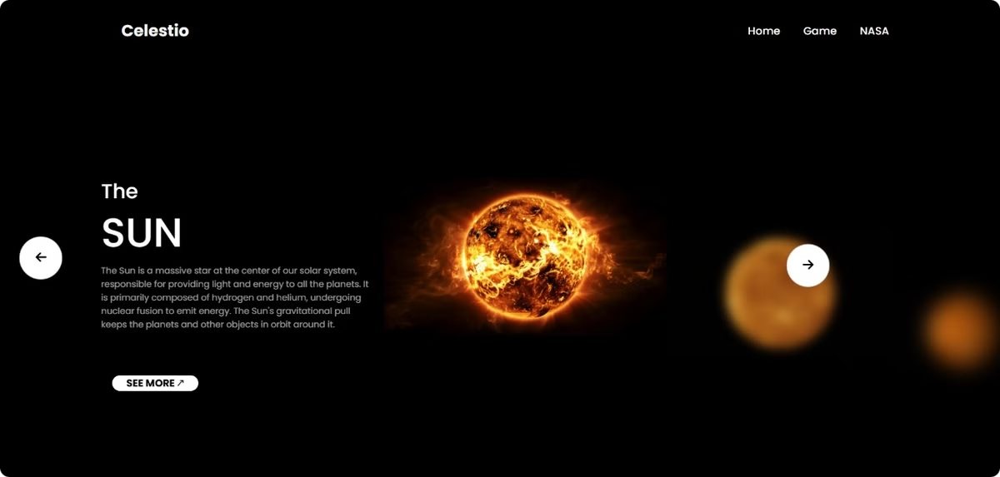 Celestio
Home Game NASA
The
SUN
The Sun is a massive star at the center of our solar system,
responsible for providing light and energy to all the planets. It
is primarily composed of hydrogen and helium, undergoing
nuclear fusion to emit energy. The Sun's gravitational pull
keeps the planets and other objects in orbit around it.
SEE MORE ↗